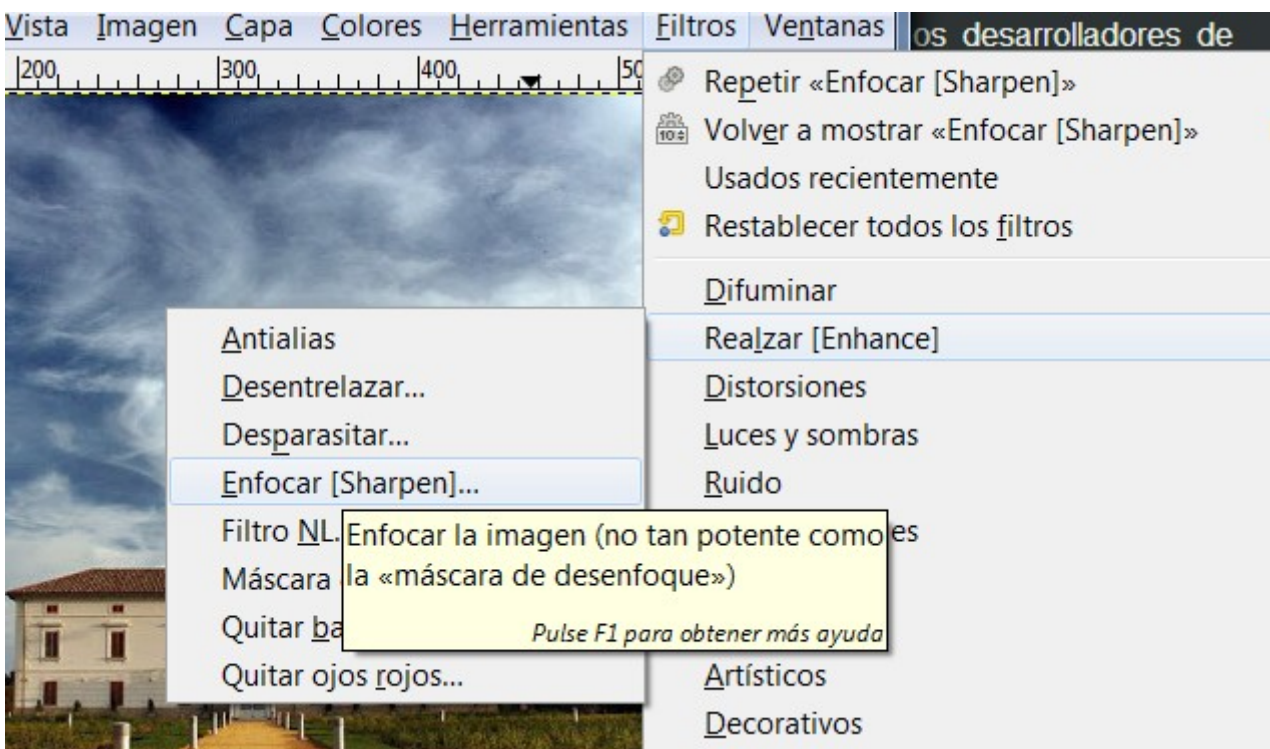 Vista Imagen Capa Colores Herramientas Filtros Ventanas
os desarrolladores de
200 300 400 50
Repetir «Enfocar [Sharpen]»
Volver a mostrar «Enfocar [Sharpen]»
Usados recientemente
Restablecer todos los filtros
Difuminar
Realzar [Enhance]
Distorsiones
Luces y sombras
Ruido
es
Artísticos
Decorativos
Antialias
Desentrelazar...
Desparasitar...
Enfocar [Sharpen]...
Filtro NL.
Máscara
Quitar ba
Quitar ojos rojos...
Enfocar la imagen (no tan potente como
la «máscara de desenfoque»)
Pulse F1 para obtener más ayuda